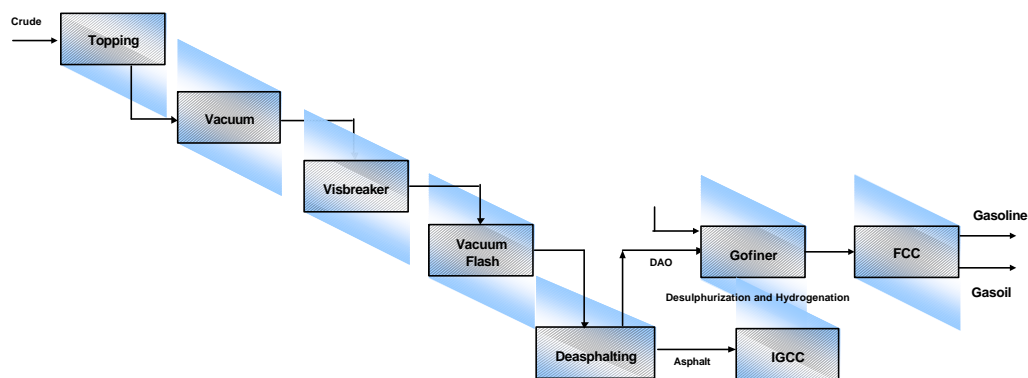 Crude
Topping
Vacuum
Visbreaker
Vacuum
Flash
Gasoline
Gofiner
FCC
DAO
Gasoil
Desulphurization and Hydrogenation
Deasphalting
Asphalt
IGCC